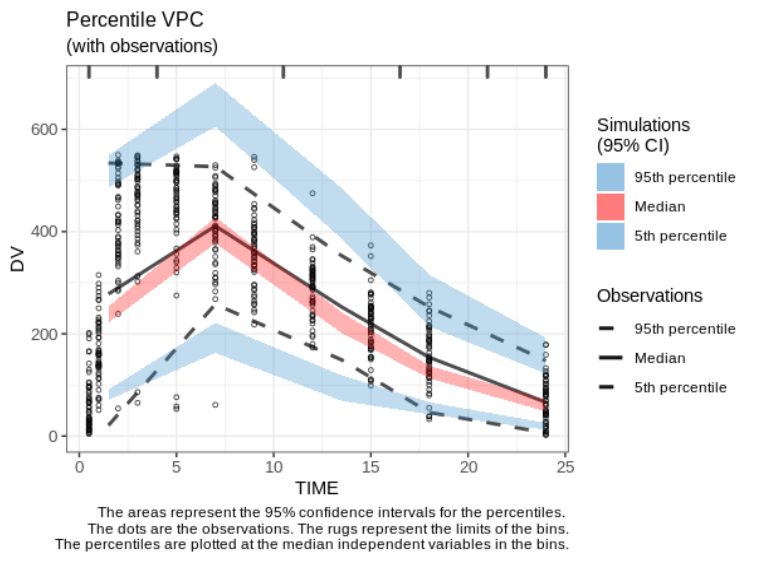 Percentile VPC
(with observations)
DV
600
400
200
0
0 5 10 15 20 25
TIME
Simulations
(95% CI)
95th percentile
Median
5th percentile
Observations
95th percentile
Median
5th percentile
The areas represent the 95% confidence intervals for the percentiles.
The dots are the observations. The rugs represent the limits of the bins.
The percentiles are plotted at the median independent variables in the bins.